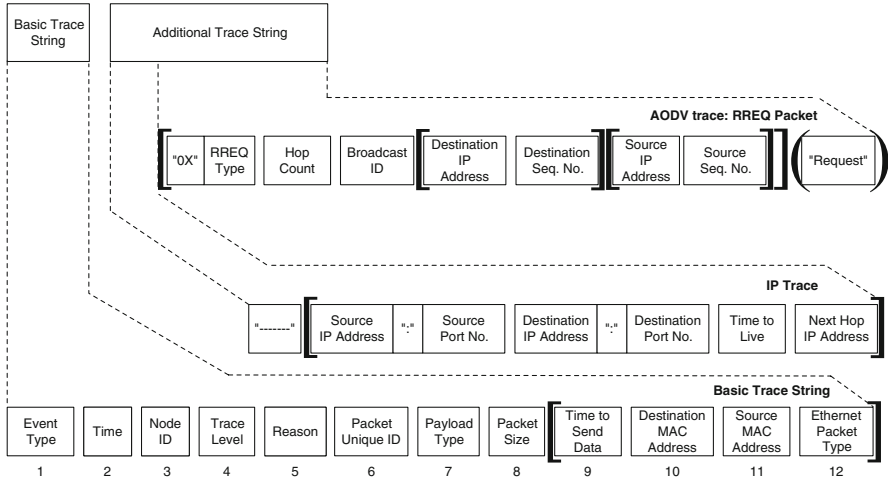 Basic Trace
String
Additional Trace String
AODV trace: RREQ Packet
"0X"
RREQ
Type
Hop
Count
Broadcast
ID
Destination
IP
Address
Destination
Seq. No.
Source
IP
Address
Source
Seq. No.
"Request"
IP Trace
"-------"
Source
IP Address
":"
Source
Port No.
Destination
IP Address
":"
Destination
Port No.
Time to
Live
Next Hop
IP Address
Basic Trace String
Event
Type
Time
Node
ID
Trace
Level
Reason
Packet
Unique ID
Payload
Type
Packet
Size
Time to
Send
Data
Destination
MAC
Address
Source
MAC
Address
Ethernet
Packet
Type
1 2 3 4 5 6 7 8 9 10 11 12